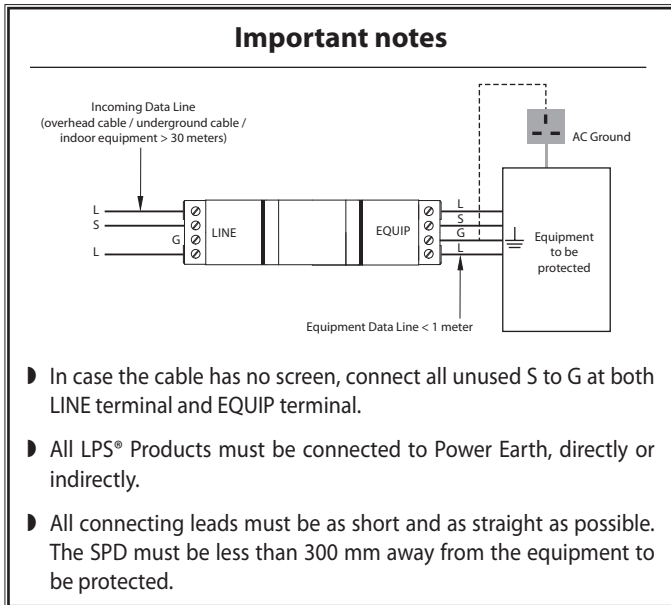 Important notes
Incoming Data Line
(overhead cable / underground cable /
indoor equipment > 30 meters)
AC Ground
L
S
G
L
LINE
EQUIP
L
S
G
L
Equipment
to be
protected
Equipment Data Line < 1 meter
In case the cable has no screen, connect all unused S to G at both
LINE terminal and EQUIP terminal.
All LPS® Products must be connected to Power Earth, directly or
indirectly.
All connecting leads must be as short and as straight as possible.
The SPD must be less than 300 mm away from the equipment to
be protected.